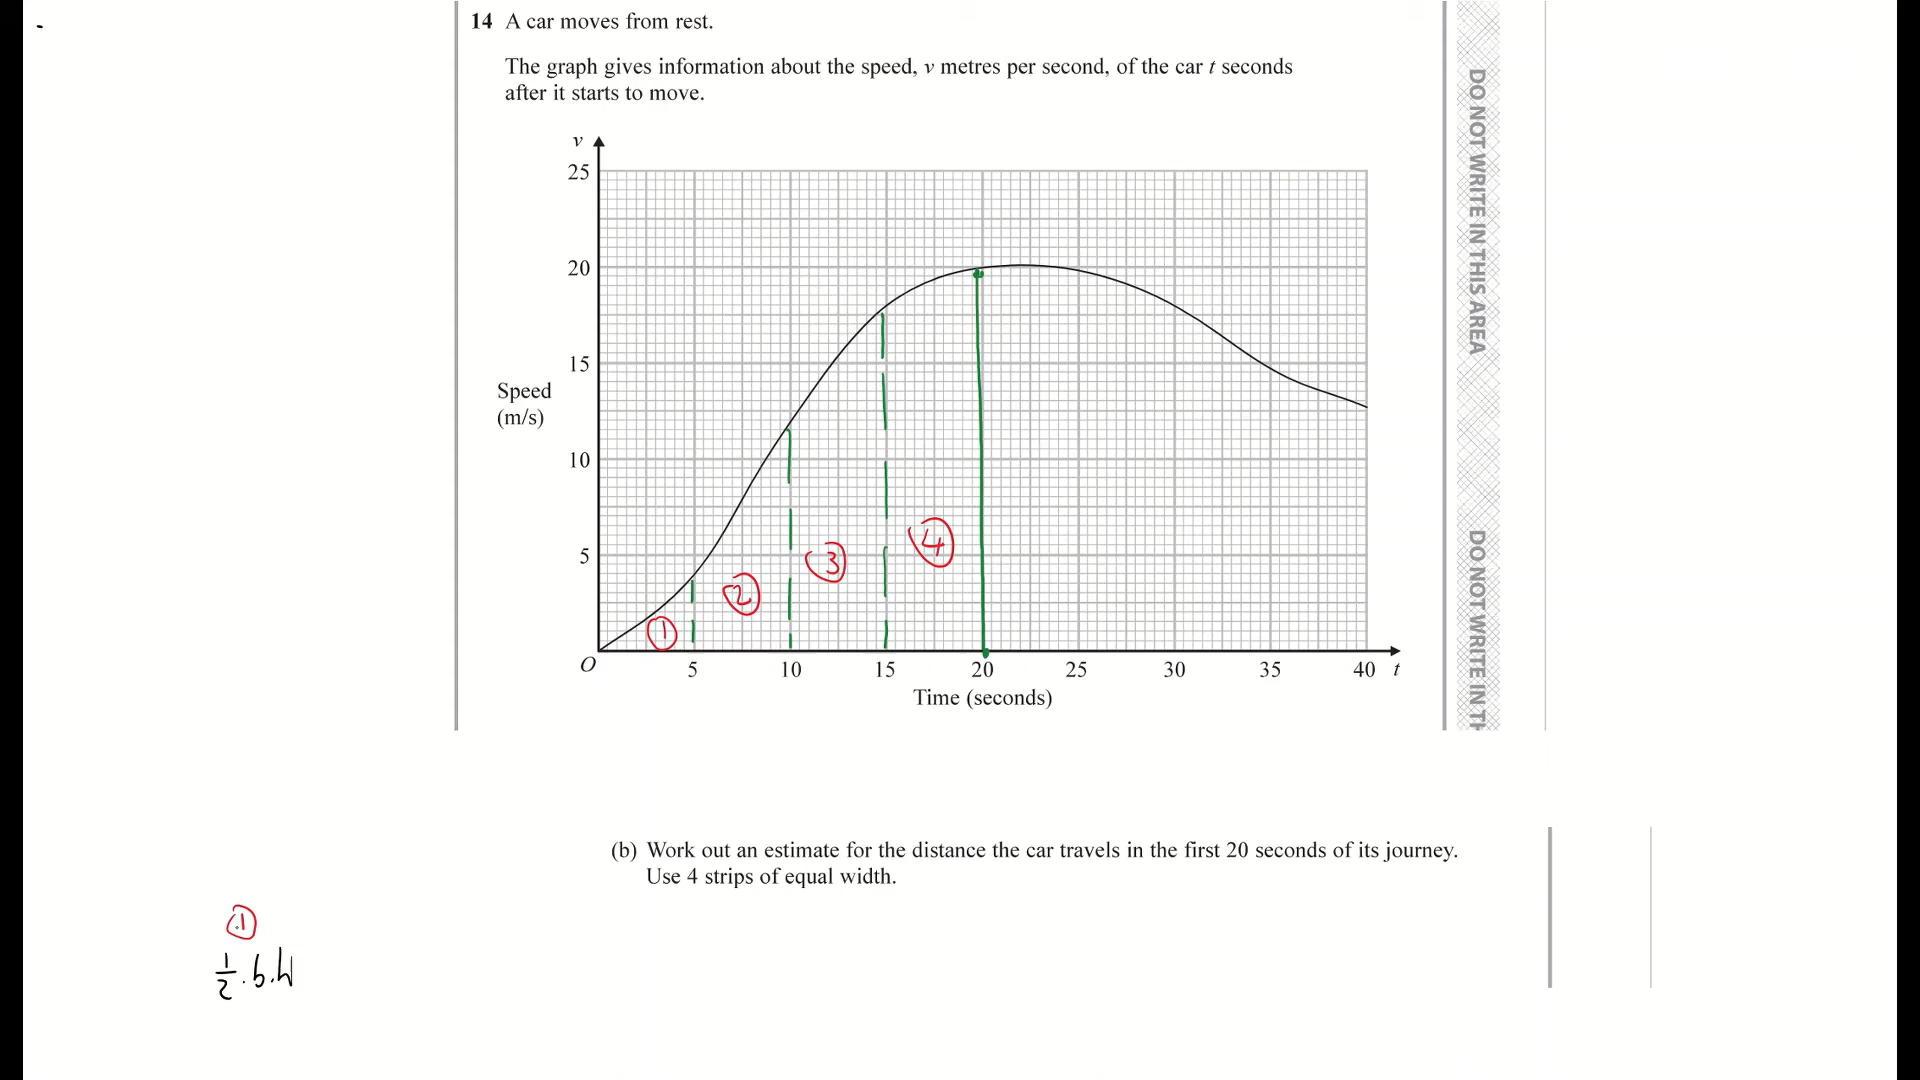 14 A car moves from rest.
The graph gives information about the speed, v metres per second, of the car t seconds
after it starts to move.
v
25
20
15
Speed
(m/s)
10
5
O
5 10 15 20 25 30 35 40 t
Time (seconds)
① ② ③ ④
DO NOT WRITE IN THIS AREA
DO NOT WRITE IN TH
(b) Work out an estimate for the distance the car travels in the first 20 seconds of its journey.
Use 4 strips of equal width.
①
1/2 · b · h